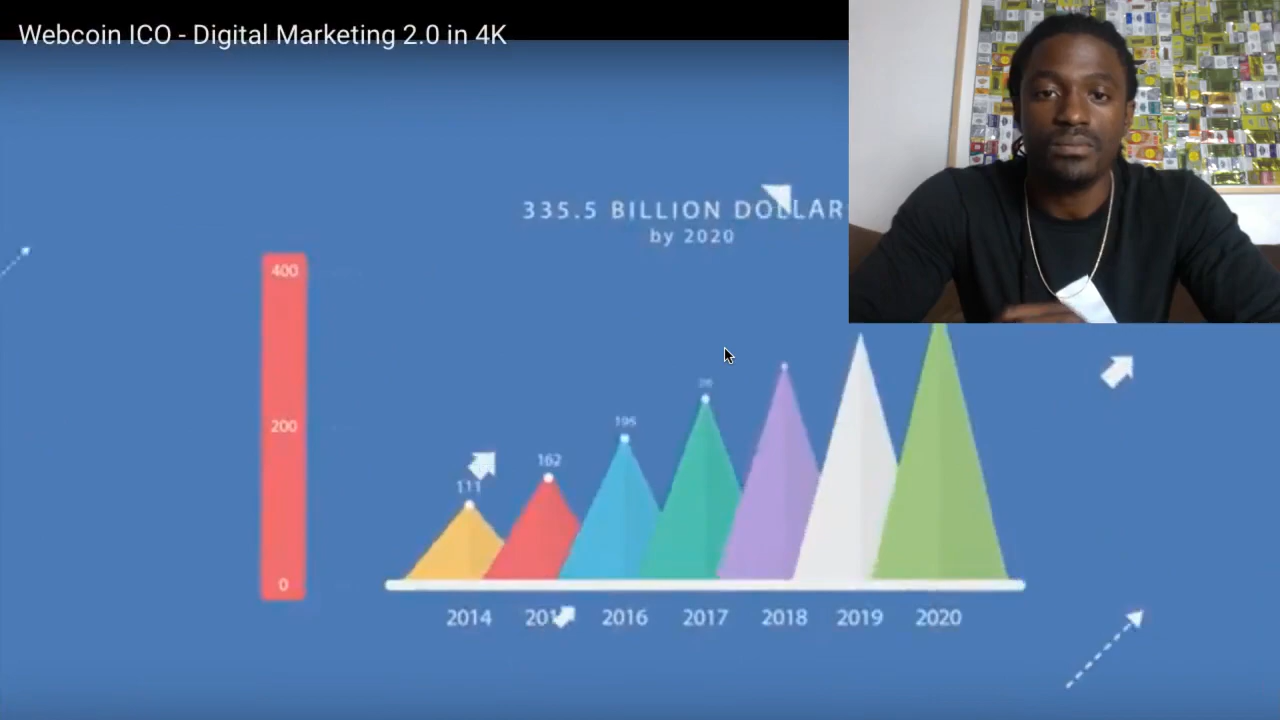 Webcoin ICO - Digital Marketing 2.0 in 4K
335.5 BILLION DOLLAR
by 2020
400
200
0
111
162
195
2014 2016 2017 2018 2019 2020